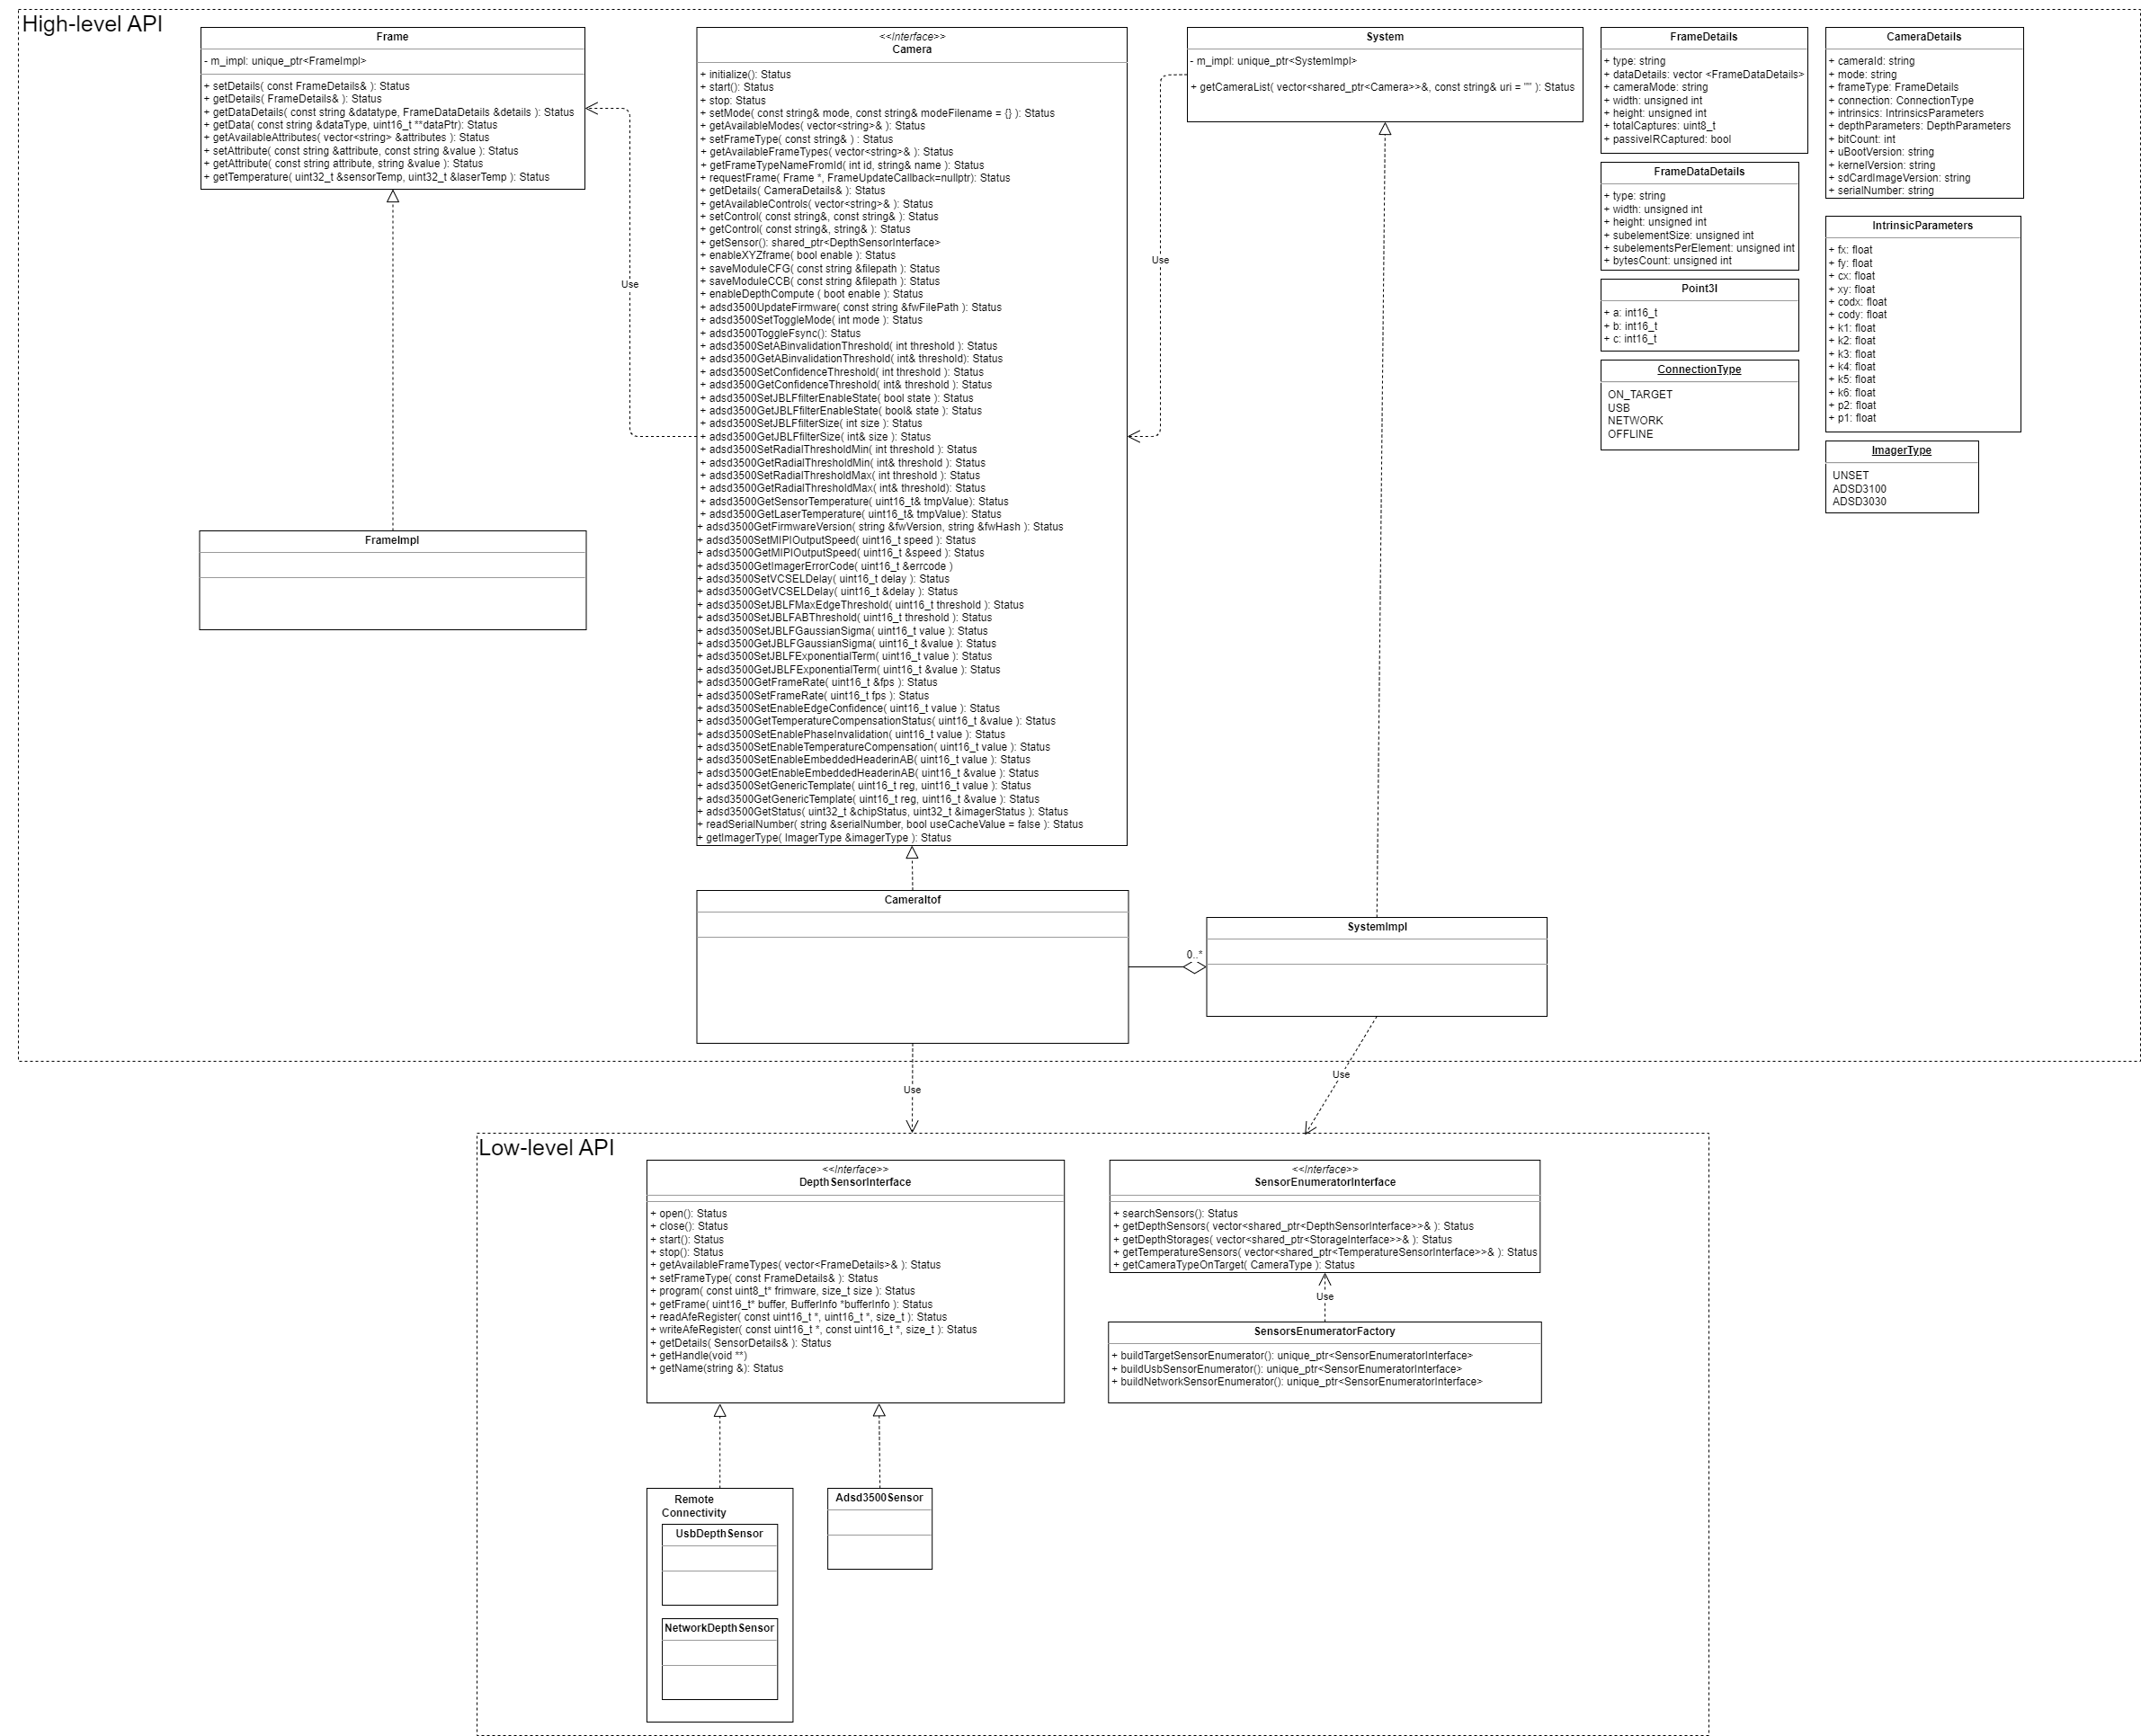 High-level API
Frame
- m_impl: unique_ptr<FrameImpl>
+ setDetails( const FrameDetails& ): Status
+ getDetails( FrameDetails& ): Status
+ getDataDetails( const string &datatype, FrameDataDetails &details ): Status
+ getData( const string &dataType, uint16_t **dataPtr): Status
+ getAvailableAttributes( vector<string> &attributes ): Status
+ setAttribute( const string &attribute, const string &value ): Status
+ getAttribute( const string attribute, string &value ): Status
+ getTemperature( uint32_t &sensorTemp, uint32_t &laserTemp ): Status
Use
FrameImpl
<<Interface>>
Camera
+ initialize(): Status
+ start(): Status
+ stop: Status
+ setMode( const string& mode, const string& modeFilename = {} ): Status
+ getAvailableModes( vector<string>& ): Status
+ setFrameType( const string& ) : Status
+ getAvailableFrameTypes( vector<string>& ): Status
+ getFrameTypeNameFromId( int id, string& name ): Status
+ requestFrame( Frame *, FrameUpdateCallback=nullptr): Status
+ getDetails( CameraDetails& ): Status
+ getAvailableControls( vector<string>& ): Status
+ setControl( const string&, const string& ): Status
+ getControl( const string&, string& ): Status
+ getSensor(): shared_ptr<DepthSensorInterface>
+ enableXYZframe( bool enable ): Status
+ saveModuleCFG( const string &filepath ): Status
+ saveModuleCCB( const string &filepath ): Status
+ enableDepthCompute ( boot enable ): Status
+ adsd3500UpdateFirmware( const string &fwFilePath ): Status
+ adsd3500SetToggleMode( int mode ): Status
+ adsd3500ToggleFsync(): Status
+ adsd3500SetABinvalidationThreshold( int threshold ): Status
+ adsd3500GetABinvalidationThreshold( int& threshold): Status
+ adsd3500SetConfidenceThreshold( int threshold ): Status
+ adsd3500GetConfidenceThreshold( int& threshold ): Status
+ adsd3500SetJBLFfilterEnableState( bool state ): Status
+ adsd3500GetJBLFfilterEnableState( bool& state ): Status
+ adsd3500SetJBLFfilterSize( int size ): Status
+ adsd3500GetJBLFfilterSize( int& size ): Status
+ adsd3500SetRadialThresholdMin( int threshold ): Status
+ adsd3500GetRadialThresholdMin( int& threshold ): Status
+ adsd3500SetRadialThresholdMax( int threshold ): Status
+ adsd3500GetRadialThresholdMax( int& threshold): Status
+ adsd3500GetSensorTemperature( uint16_t& tmpValue): Status
+ adsd3500GetLaserTemperature( uint16_t& tmpValue): Status
+ adsd3500GetFirmwareVersion( string &fwVersion, string &fwHash ): Status
+ adsd3500SetMIPIOutputSpeed( uint16_t speed ): Status
+ adsd3500GetMIPIOutputSpeed( uint16_t &speed ): Status
+ adsd3500GetImagerErrorCode( uint16_t &errcode )
+ adsd3500SetVCSELDelay( uint16_t delay ): Status
+ adsd3500GetVCSELDelay( uint16_t &delay ): Status
+ adsd3500SetJBLFMaxEdgeThreshold( uint16_t threshold ): Status
+ adsd3500SetJBLFABThreshold( uint16_t threshold ): Status
+ adsd3500SetJBLFGaussianSigma( uint16_t value ): Status
+ adsd3500GetJBLFGaussianSigma( uint16_t &value ): Status
+ adsd3500SetJBLFExponentialTerm( uint16_t value ): Status
+ adsd3500GetJBLFExponentialTerm( uint16_t &value ): Status
+ adsd3500GetFrameRate( uint16_t &fps ): Status
+ adsd3500SetFrameRate( uint16_t fps ): Status
+ adsd3500SetEnableEdgeConfidence( uint16_t value ): Status
+ adsd3500GetTemperatureCompensationStatus( uint16_t &value ): Status
+ adsd3500SetEnablePhaseInvalidation( uint16_t value ): Status
+ adsd3500SetEnableTemperatureCompensation( uint16_t value ): Status
+ adsd3500SetEnableEmbeddedHeaderinAB( uint16_t value ): Status
+ adsd3500GetEnableEmbeddedHeaderinAB( uint16_t &value ): Status
+ adsd3500SetGenericTemplate( uint16_t reg, uint16_t value ): Status
+ adsd3500GetGenericTemplate( uint16_t reg, uint16_t &value ): Status
+ adsd3500GetStatus( uint32_t &chipStatus, uint32_t &imagerStatus ): Status
+ readSerialNumber( string &serialNumber, bool useCacheValue = false ): Status
+ getImagerType( ImagerType &imagerType ): Status
Use
System
- m_impl: unique_ptr<SystemImpl>
+ getCameraList( vector<shared_ptr<Camera>>&, const string& uri = "" ): Status
FrameDetails
+ type: string
+ dataDetails: vector <FrameDataDetails>
+ cameraMode: string
+ width: unsigned int
+ height: unsigned int
+ totalCaptures: uint8_t
+ passiveIRCaptured: bool
FrameDataDetails
+ type: string
+ width: unsigned int
+ height: unsigned int
+ subelementSize: unsigned int
+ subelementsPerElement: unsigned int
+ bytesCount: unsigned int
Point3I
+ a: int16_t
+ b: int16_t
+ c: int16_t
ConnectionType
ON_TARGET
USB
NETWORK
OFFLINE
CameraDetails
+ cameraId: string
+ mode: string
+ frameType: FrameDetails
+ connection: ConnectionType
+ intrinsics: IntrinsicParameters
+ depthParameters: DepthParameters
+ bitCount: int
+ uBootVersion: string
+ kernelVersion: string
+ sdCardImageVersion: string
+ serialNumber: string
IntrinsicParameters
+ fx: float
+ fy: float
+ cx: float
+ xy: float
+ codx: float
+ cody: float
+ k1: float
+ k2: float
+ k3: float
+ k4: float
+ k5: float
+ k6: float
+ p2: float
+ p1: float
ImagerType
UNSET
ADSD3100
ADSD3030
CameraItof
0..*
SystemImpl
Use
Use
Low-level API
<<Interface>>
DepthSensorInterface
+ open(): Status
+ close(): Status
+ start(): Status
+ stop(): Status
+ getAvailableFrameTypes( vector<FrameDetails>& ): Status
+ setFrameType( const FrameDetails& ): Status
+ program( const uint8_t* frimware, size_t size ): Status
+ getFrame( uint16_t* buffer, BufferInfo *bufferInfo ): Status
+ readAfeRegister( const uint16_t *, uint16_t *, size_t ): Status
+ writeAfeRegister( const uint16_t *, const uint16_t *, size_t ): Status
+ getDetails( SensorDetails& ): Status
+ getHandle(void **)
+ getName(string &): Status
<<Interface>>
SensorEnumeratorInterface
+ searchSensors(): Status
+ getDepthSensors( vector<shared_ptr<DepthSensorInterface>>& ): Status
+ getDepthStorages( vector<shared_ptr<StorageInterface>>& ): Status
+ getTemperatureSensors( vector<shared_ptr<TemperatureSensorInterface>>& ): Status
+ getCameraTypeOnTarget( CameraType ): Status
Use
SensorsEnumeratorFactory
+ buildTargetSensorEnumerator(): unique_ptr<SensorEnumeratorInterface>
+ buildUsbSensorEnumerator(): unique_ptr<SensorEnumeratorInterface>
+ buildNetworkSensorEnumerator(): unique_ptr<SensorEnumeratorInterface>
Remote
Connectivity
UsbDepthSensor
NetworkDepthSensor
Adsd3500Sensor